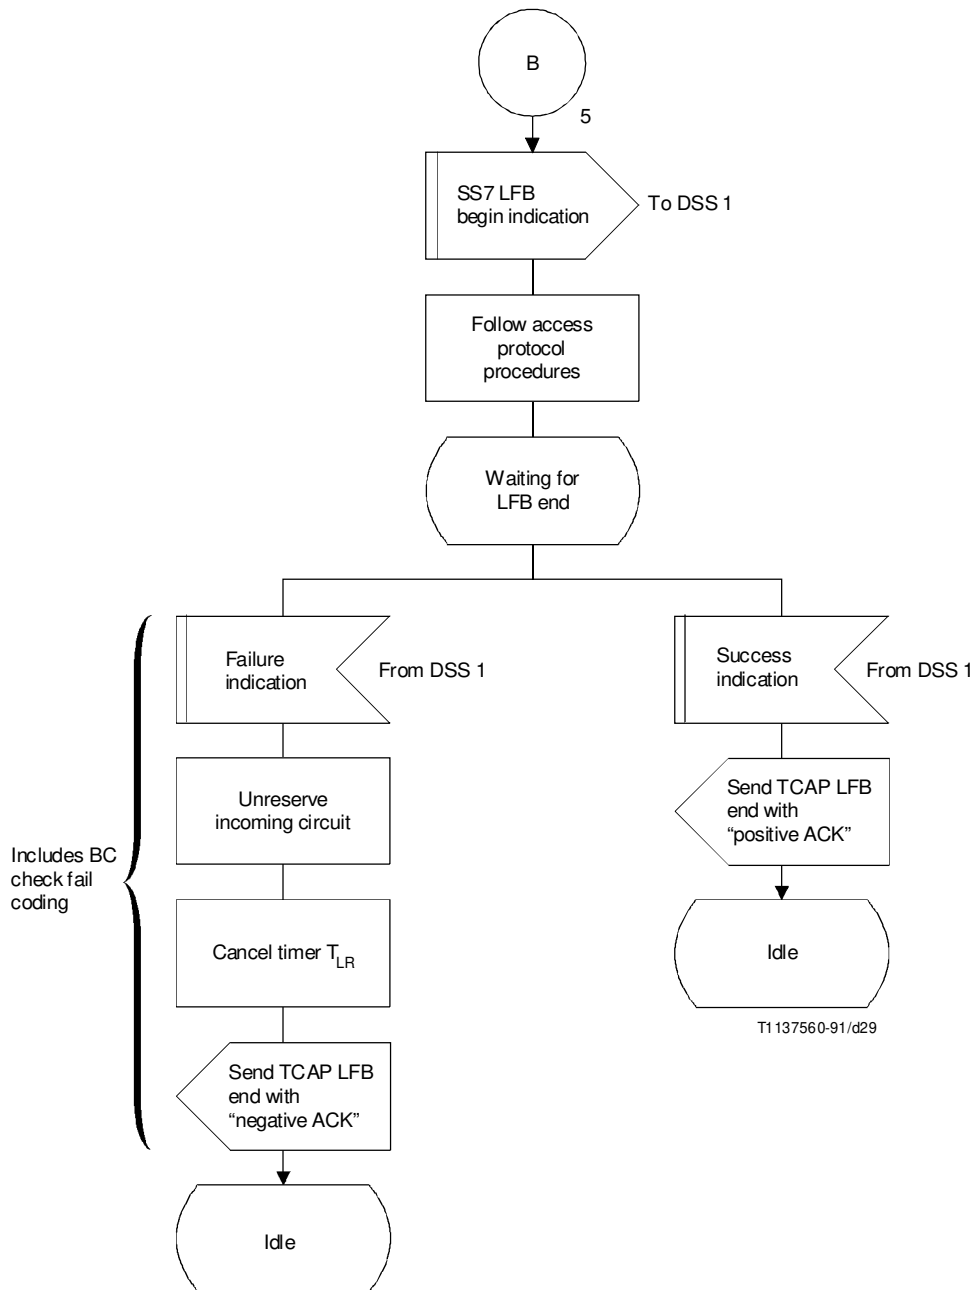 B
5
SS7 LFB
begin indication
To DSS 1
Follow access
protocol
procedures
Waiting for
LFB end
Failure
indication
From DSS 1
Success
indication
From DSS 1
Unreserve
incoming circuit
Send TCAP LFB
end with
“positive ACK”
Includes BC
check fail
coding
Cancel timer TLR
Idle
T1137560-91/d29
Send TCAP LFB
end with
“negative ACK”
Idle